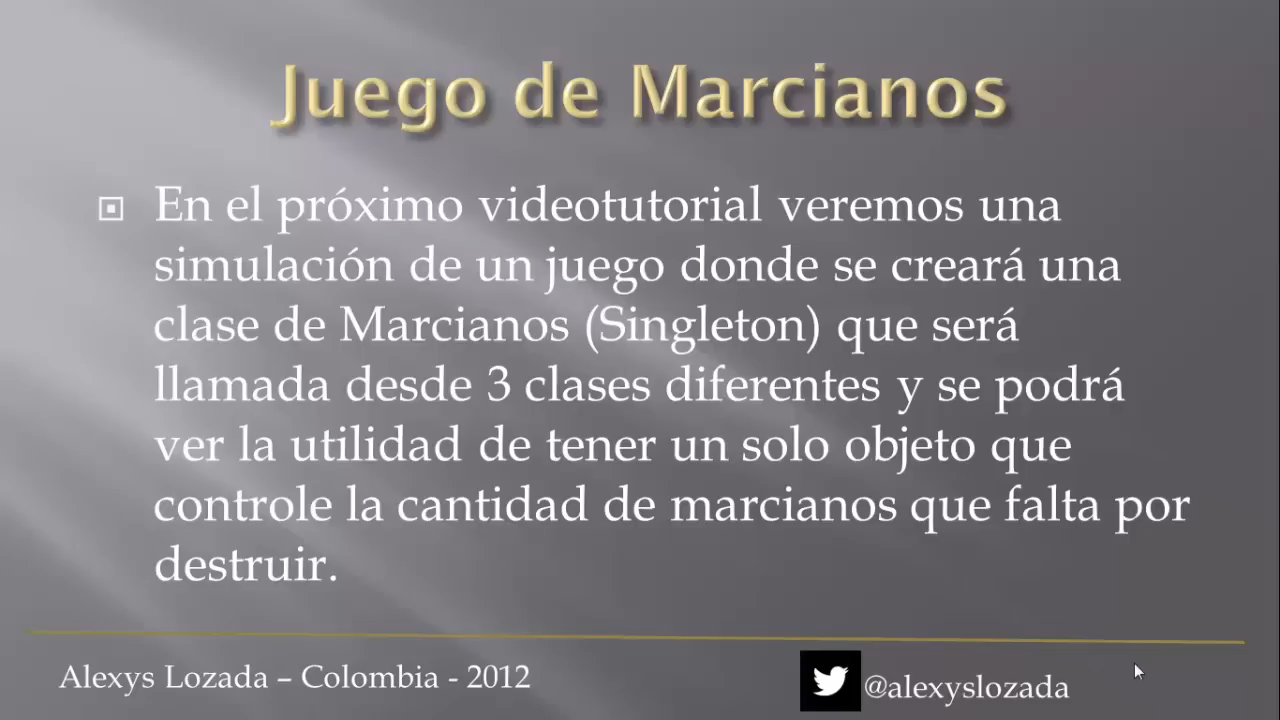 Juego de Marcianos
En el próximo videotutorial veremos una
simulación de un juego donde se creará una
clase de Marcianos (Singleton) que será
llamada desde 3 clases diferentes y se podrá
ver la utilidad de tener un solo objeto que
controle la cantidad de marcianos que falta por
destruir.
Alexys Lozada – Colombia - 2012
@alexyslozada